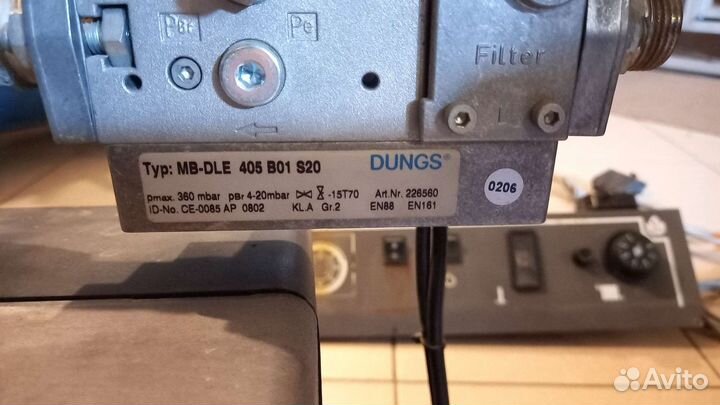 PBr
Pe
Filter
Typ: MB-DLE 405 B01 S20
DUNGS®
pmax. 360 mbar pBr 4-20mbar -15T70 Art.Nr. 226560
ID-No. CE-0085 AP 0802 KL.A Gr.2 EN88 EN161
0206
Avito